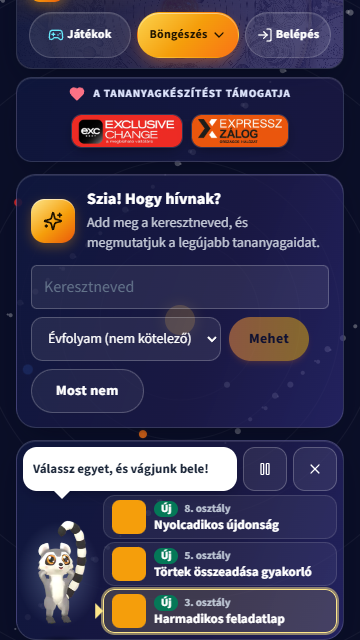 Játékok
Böngészés
Belépés
A TANANYAGKÉSZÍTÉST TÁMOGATJA
exc EXCLUSIVE CHANGE
EXPRESSZ ZÁLOG
Szia! Hogy hívnak?
Add meg a keresztneved, és
megmutatjuk a legújabb tananyagaidat.
Keresztneved
Évfolyam (nem kötelező)
Mehet
Most nem
Válassz egyet, és vágjunk bele!
Új 8. osztály
Nyolcadikos újdonság
Új 5. osztály
Törtek összeadása gyakorló
Új 3. osztály
Harmadikos feladatlap